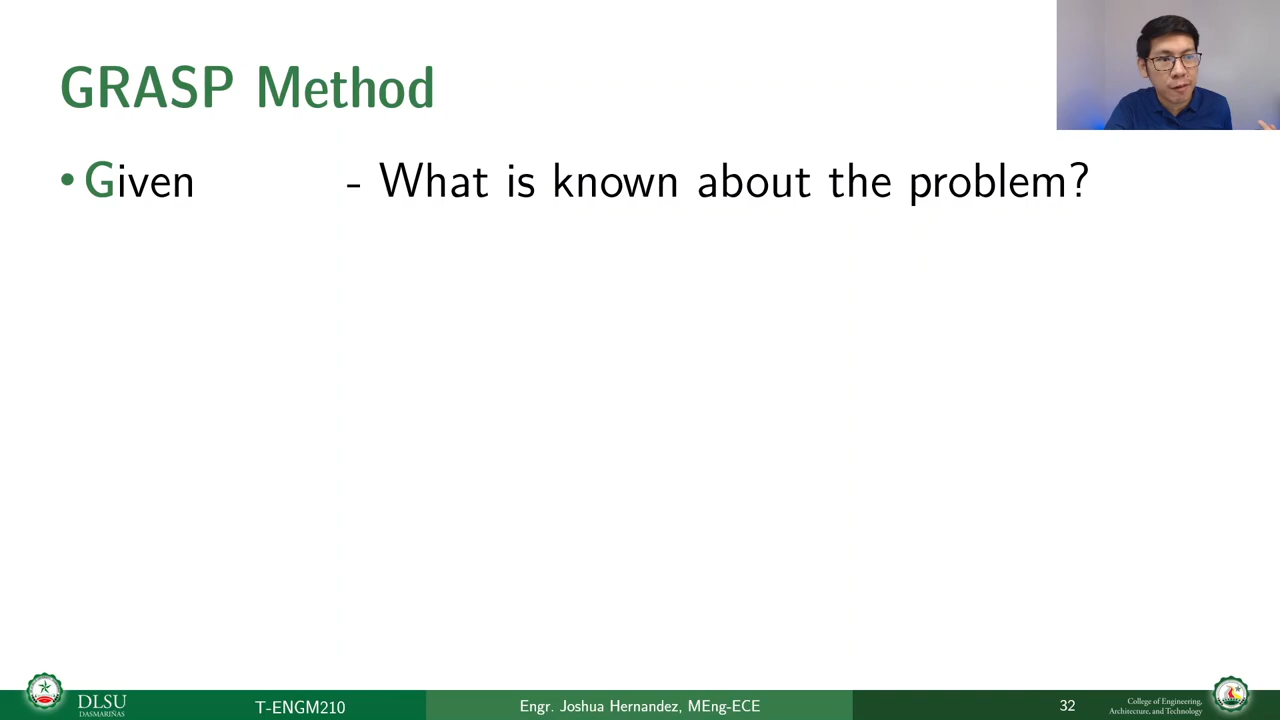 GRASP Method
• Given - What is known about the problem?
DLSU
DASMARIÑAS
T-ENGM210
Engr. Joshua Hernandez, MEng-ECE
32
College of Engineering,
Architecture, and Technology